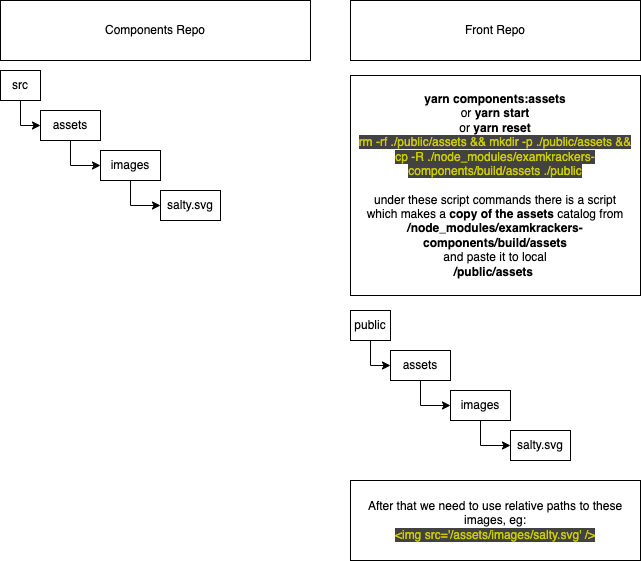 Components Repo
Front Repo
src
assets
images
salty.svg
yarn components:assets
or yarn start
or yarn reset
rm -rf ./public/assets && mkdir -p ./public/assets &&
cp -R ./node_modules/examkrackers-
components/build/assets ./public
under these script commands there is a script
which makes a copy of the assets catalog from
/node_modules/examkrackers-
components/build/assets
and paste it to local
/public/assets
public
assets
images
salty.svg
After that we need to use relative paths to these
images, eg:
<img src='/assets/images/salty.svg' />